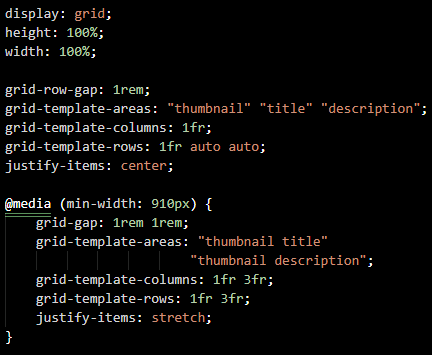 display: grid;
height: 100%;
width: 100%;

grid-row-gap: 1rem;
grid-template-areas: "thumbnail" "title" "description";
grid-template-columns: 1fr;
grid-template-rows: 1fr auto auto;
justify-items: center;

@media (min-width: 910px) {
    grid-gap: 1rem 1rem;
    grid-template-areas: "thumbnail title"
                        "thumbnail description";
    grid-template-columns: 1fr 3fr;
    grid-template-rows: 1fr 3fr;
    justify-items: stretch;
}